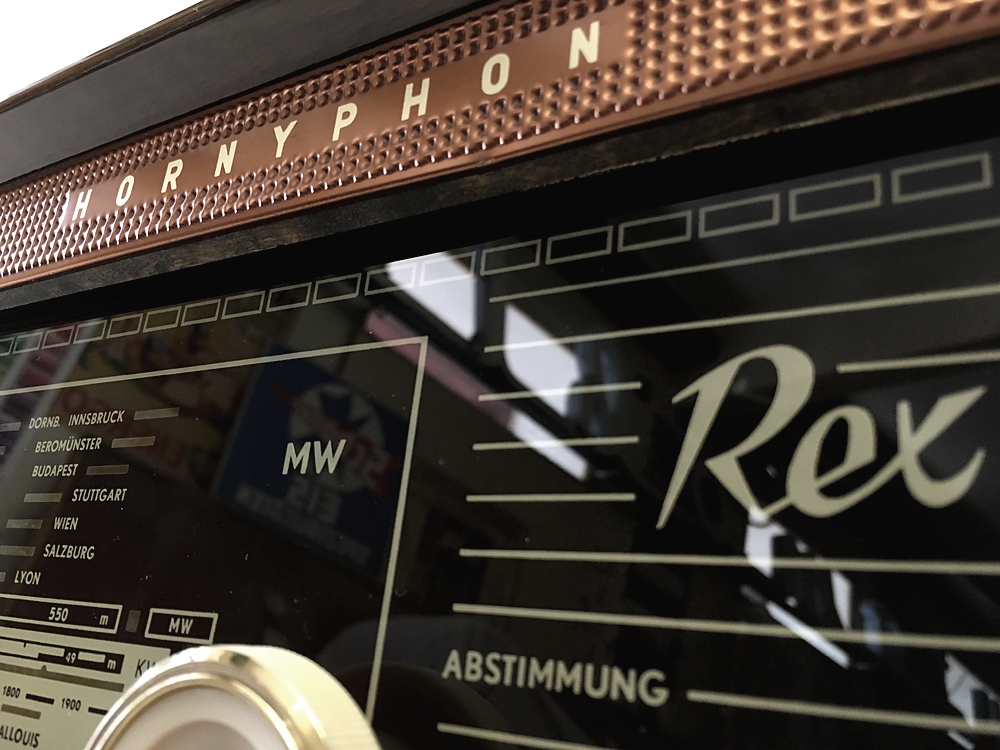 HORNYPHON
Rex
DORNB. INNSBRUCK
BEROMÜNSTER
BUDAPEST
MW
STUTTGART
WIEN
SALZBURG
LYON
550 m
MW
49 m
1800 1900
ABSTIMMUNG